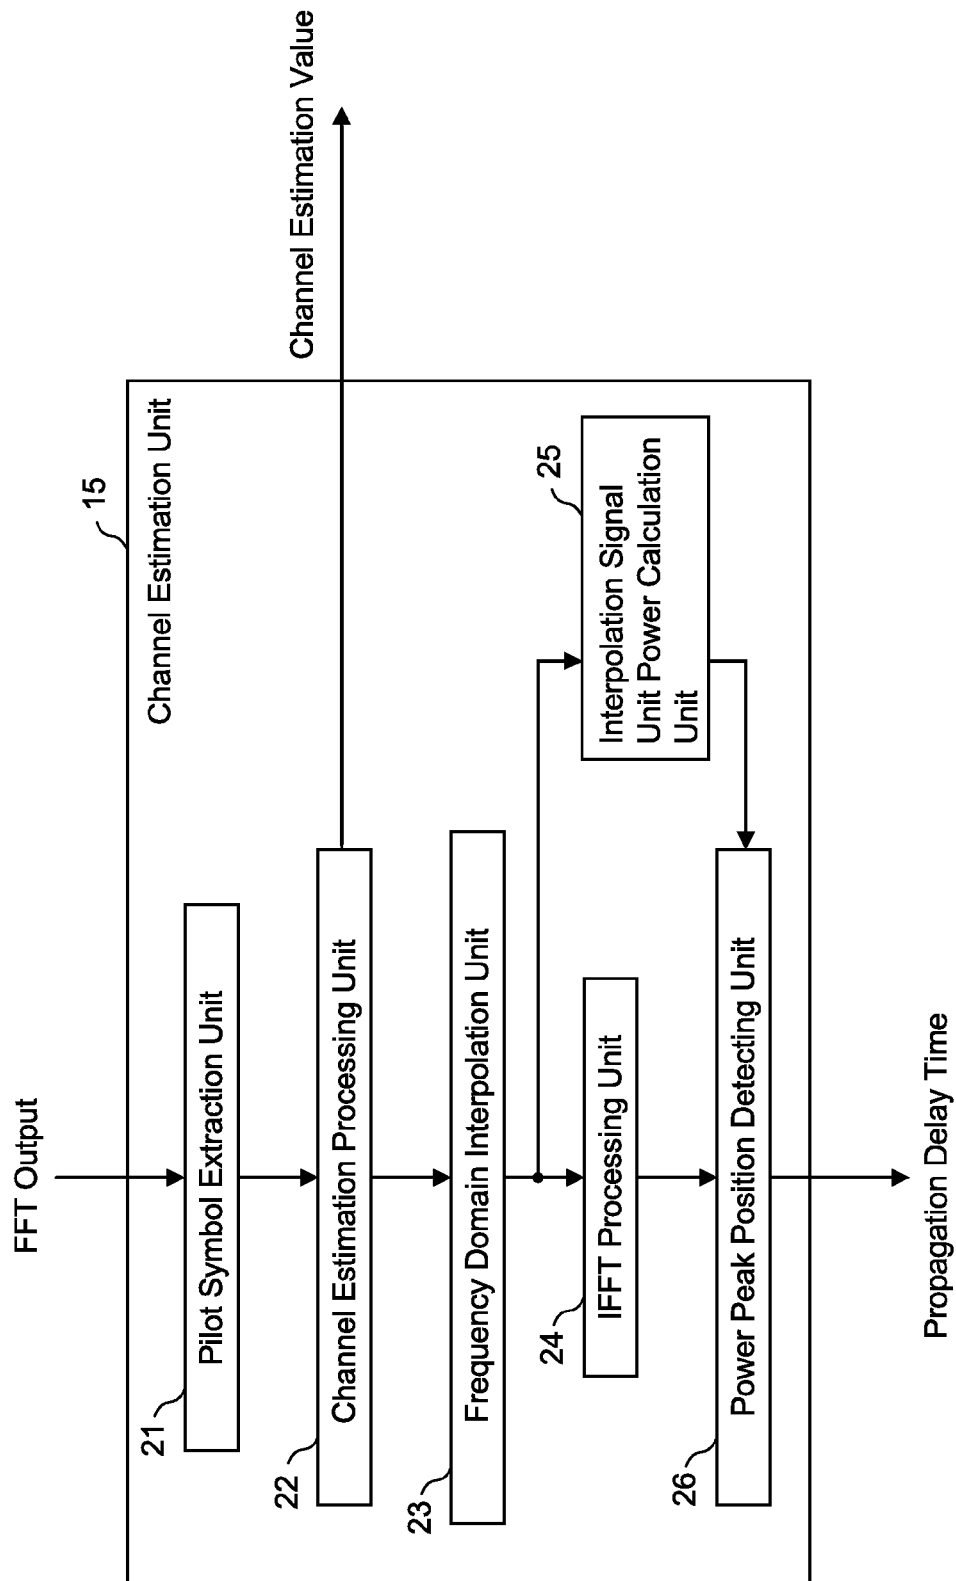 FFT Output
15
Channel Estimation Unit
21
Pilot Symbol Extraction Unit
22
Channel Estimation Processing Unit
Channel Estimation Value
23
Frequency Domain Interpolation Unit
24
IFFT Processing Unit
25
Interpolation Signal
Unit Power Calculation
Unit
26
Power Peak Position Detecting Unit
Propagation Delay Time